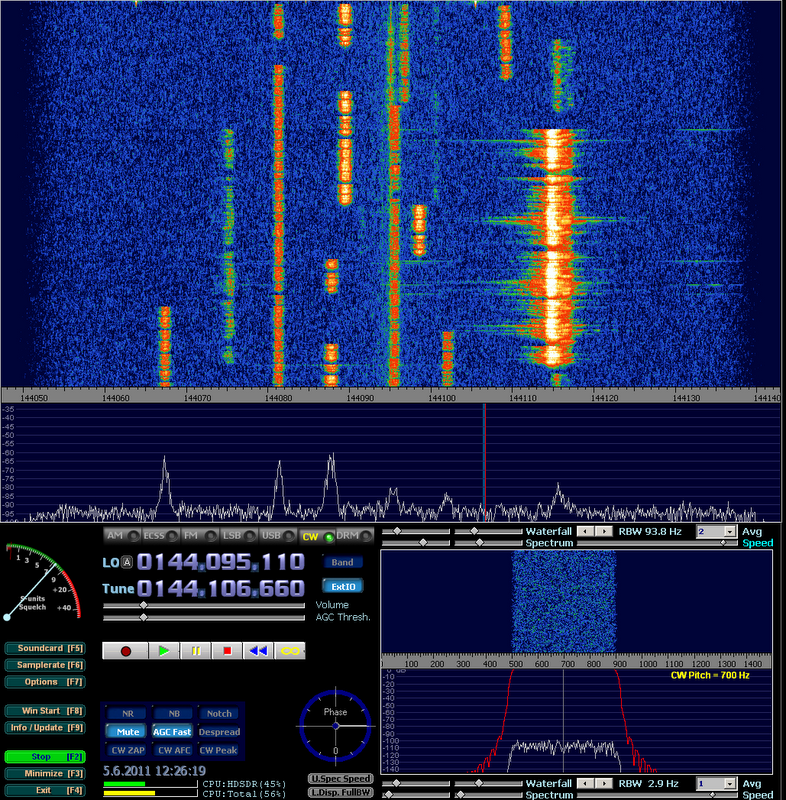 144050 144060 144070 144080 144090 144100 144110 144120 144130 144140
-35
-40
-45
-50
-55
-60
-65
-70
-75
-80
-85
-90
-95
AM ECSS FM LSB USB CW DRM
LO A 0144.095.110 Band
Tune 0144.106.660 ExtIO
Volume
AGC Thresh.
1 3 5 7 9 +20 +40
S-units
Squelch
Waterfall RBW 93.8 Hz 2 Avg
Spectrum Speed
Soundcard [F5]
Samplerate [F6]
Options [F7]
Win Start [F8]
Info / Update [F9]
Stop [F2]
Minimize [F3]
Exit [F4]
NR NB Notch
Mute AGC Fast Despread
CW ZAP CW AFC CW Peak
5.6.2011 12:26:19
CPU:HDSDR(45%)
CPU:Total(56%)
Phase
0
U.Spec Speed
L.Disp. FullBW
100 200 300 400 500 600 700 800 900 1000 1100 1200 1300 1400
CW Pitch = 700 Hz
-10
-20
-30
-40
-50
-60
-70
-80
-90
-100
-110
-120
-130
-140
Waterfall RBW 2.9 Hz 1 Avg
Spectrum Speed